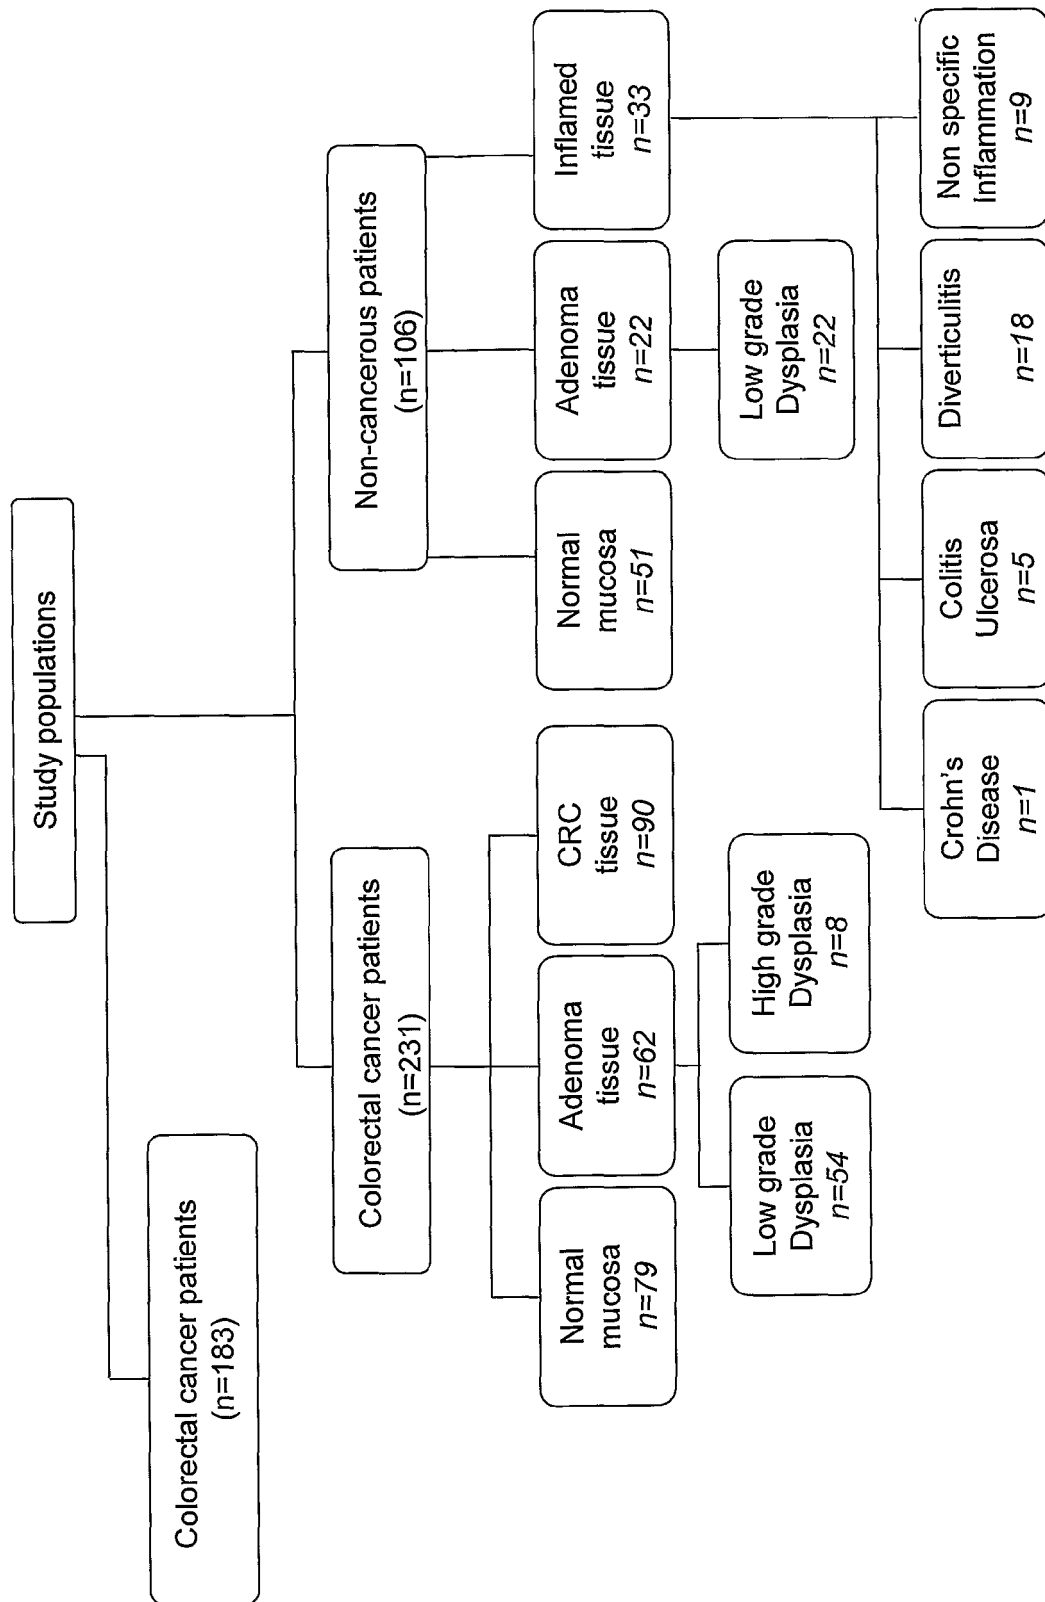 Study populations
Colorectal cancer patients
(n=183)
Colorectal cancer patients
(n=231)
Non-cancerous patients
(n=106)
Normal
mucosa
n=79
Adenoma
tissue
n=62
CRC
tissue
n=90
Normal
mucosa
n=51
Adenoma
tissue
n=22
Inflamed
tissue
n=33
Low grade
Dysplasia
n=54
High grade
Dysplasia
n=8
Low grade
Dysplasia
n=22
Crohn's
Disease
n=1
Colitis
Ulcerosa
n=5
Diverticulitis
n=18
Non specific
Inflammation
n=9